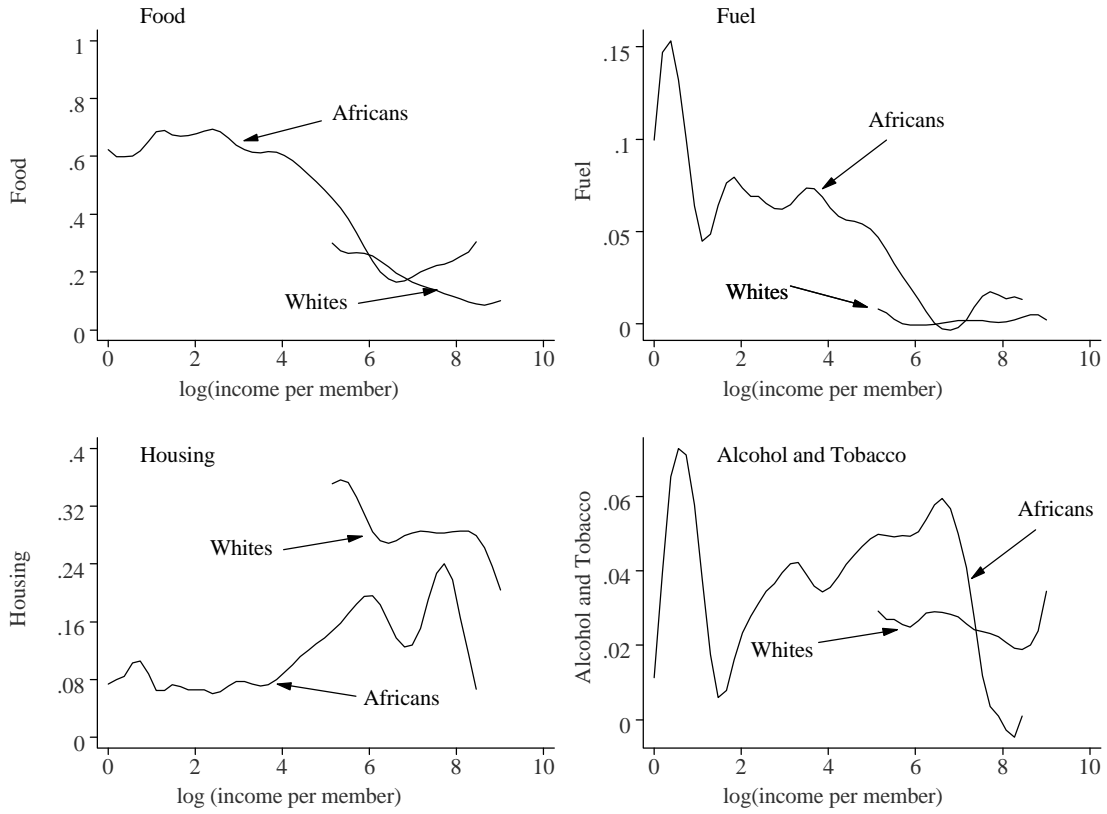 Food
1
.8
.6
.4
.2
0
Food
Africans
Whites
0 2 4 6 8 10
log(income per member)
Fuel
.15
.1
.05
0
Fuel
Africans
Whites
0 2 4 6 8 10
log(income per member)
Housing
.4
.32
.24
.16
.08
0
Housing
Whites
Africans
0 2 4 6 8 10
log (income per member)
Alcohol and Tobacco
.06
.04
.02
0
Alcohol and Tobacco
Africans
Whites
0 2 4 6 8 10
log(income per member)